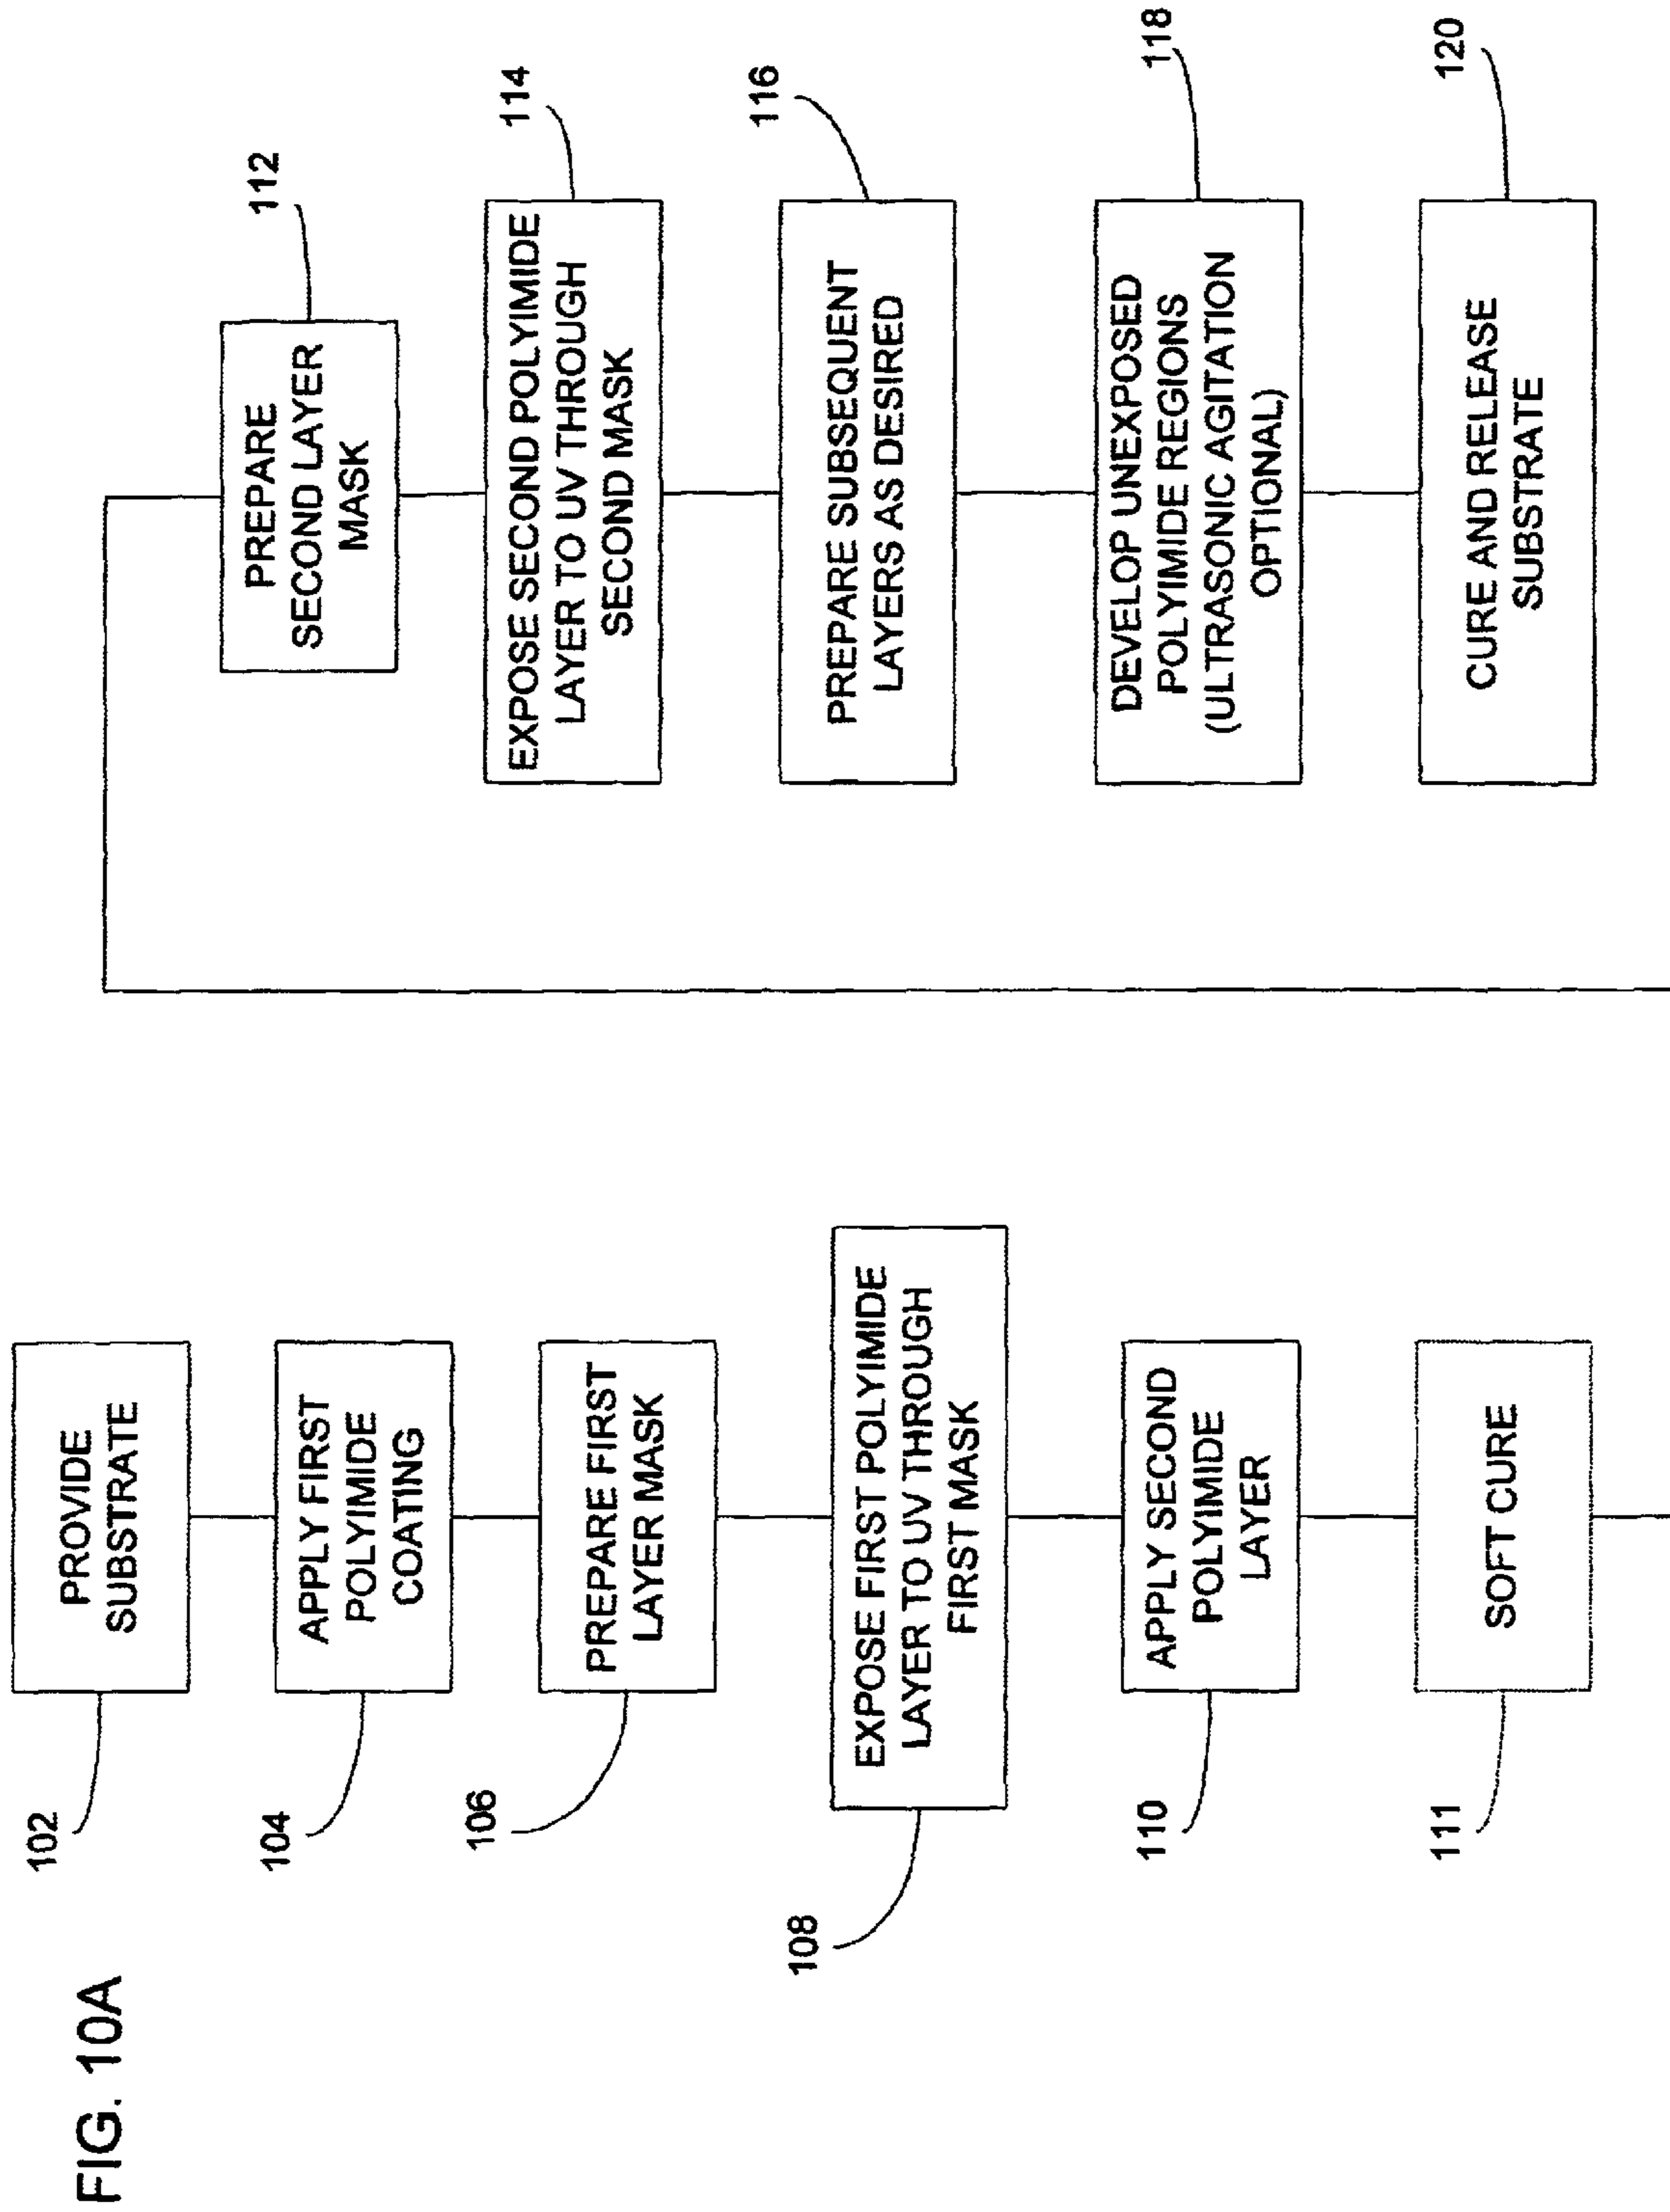 FIG. 10A
102
PROVIDE
SUBSTRATE
104
APPLY FIRST
POLYIMIDE
COATING
106
PREPARE FIRST
LAYER MASK
108
EXPOSE FIRST POLYIMIDE
LAYER TO UV THROUGH
FIRST MASK
110
APPLY SECOND
POLYIMIDE
LAYER
111
SOFT CURE
112
PREPARE
SECOND LAYER
MASK
114
EXPOSE SECOND POLYIMIDE
LAYER TO UV THROUGH
SECOND MASK
116
PREPARE SUBSEQUENT
LAYERS AS DESIRED
118
DEVELOP UNEXPOSED
POLYIMIDE REGIONS
(ULTRASONIC AGITATION
OPTIONAL)
120
CURE AND RELEASE
SUBSTRATE